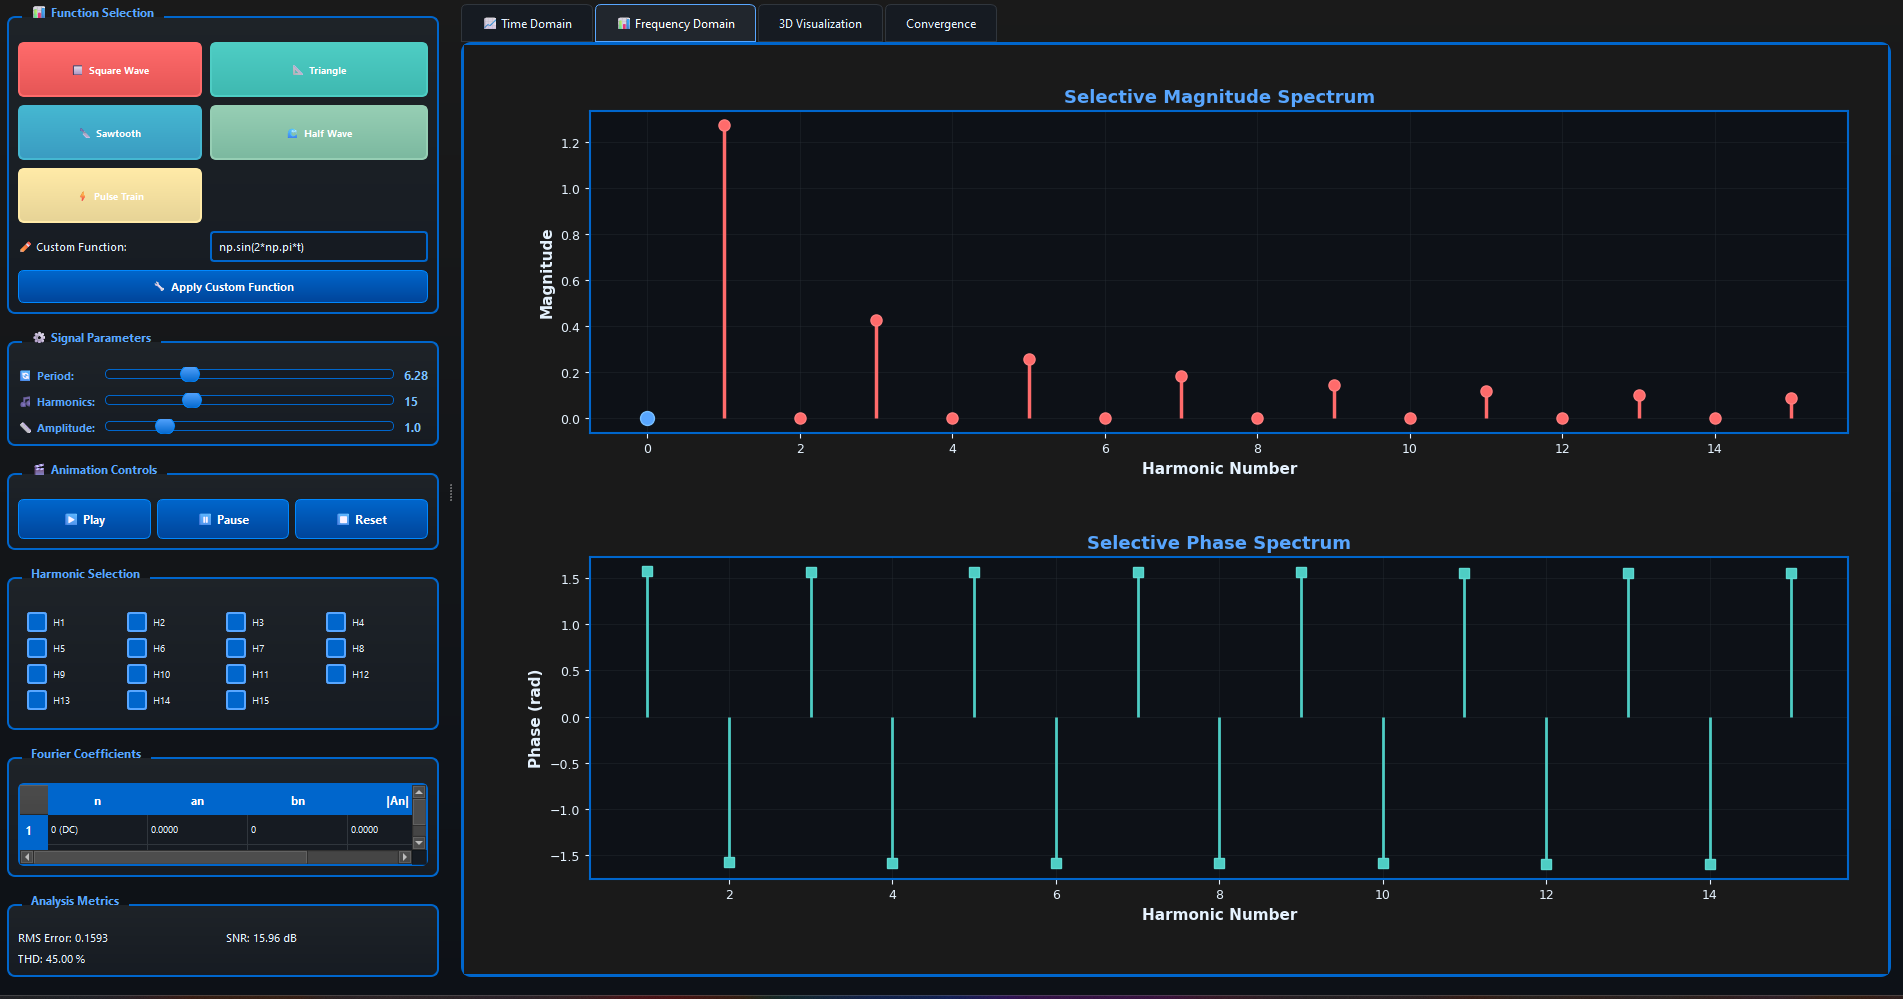 Function Selection
Square Wave
Triangle
Sawtooth
Half Wave
Pulse Train
Custom Function:
np.sin(2*np.pi*t)
Apply Custom Function
Signal Parameters
Period:
6.28
Harmonics:
15
Amplitude:
1.0
Animation Controls
Play
Pause
Reset
Harmonic Selection
H1 H2 H3 H4
H5 H6 H7 H8
H9 H10 H11 H12
H13 H14 H15
Fourier Coefficients
n an bn |An|
1 0 (DC) 0.0000 0 0.0000
Analysis Metrics
RMS Error: 0.1593 SNR: 15.96 dB
THD: 45.00 %
Time Domain
Frequency Domain
3D Visualization
Convergence
Selective Magnitude Spectrum
Magnitude
1.2
1.0
0.8
0.6
0.4
0.2
0.0
0 2 4 6 8 10 12 14
Harmonic Number
Selective Phase Spectrum
Phase (rad)
1.5
1.0
0.5
0.0
−0.5
−1.0
−1.5
2 4 6 8 10 12 14
Harmonic Number